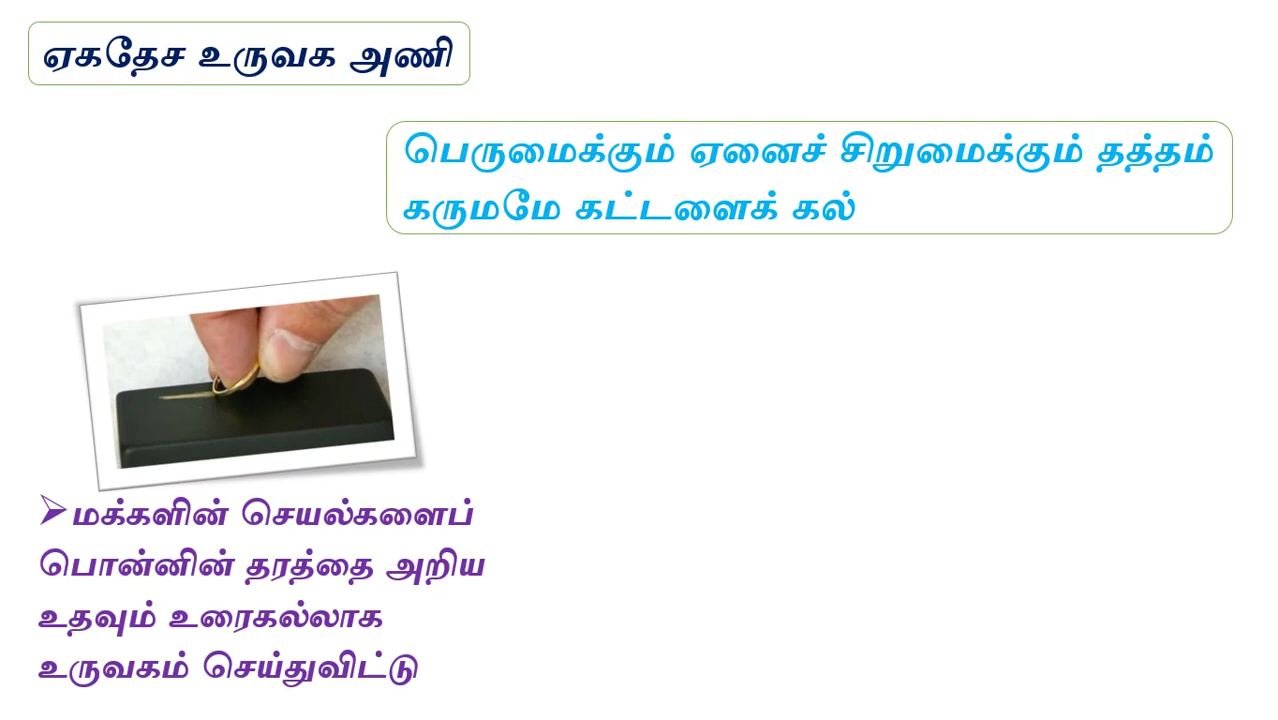 ஏகதேச உருவக அணி
பெருமைக்கும் ஏனைச் சிறுமைக்கும் தத்தம்
கருமமே கட்டளைக் கல்
➢மக்களின் செயல்களைப்
பொன்னின் தரத்தை அறிய
உதவும் உரைகல்லாக
உருவகம் செய்துவிட்டு